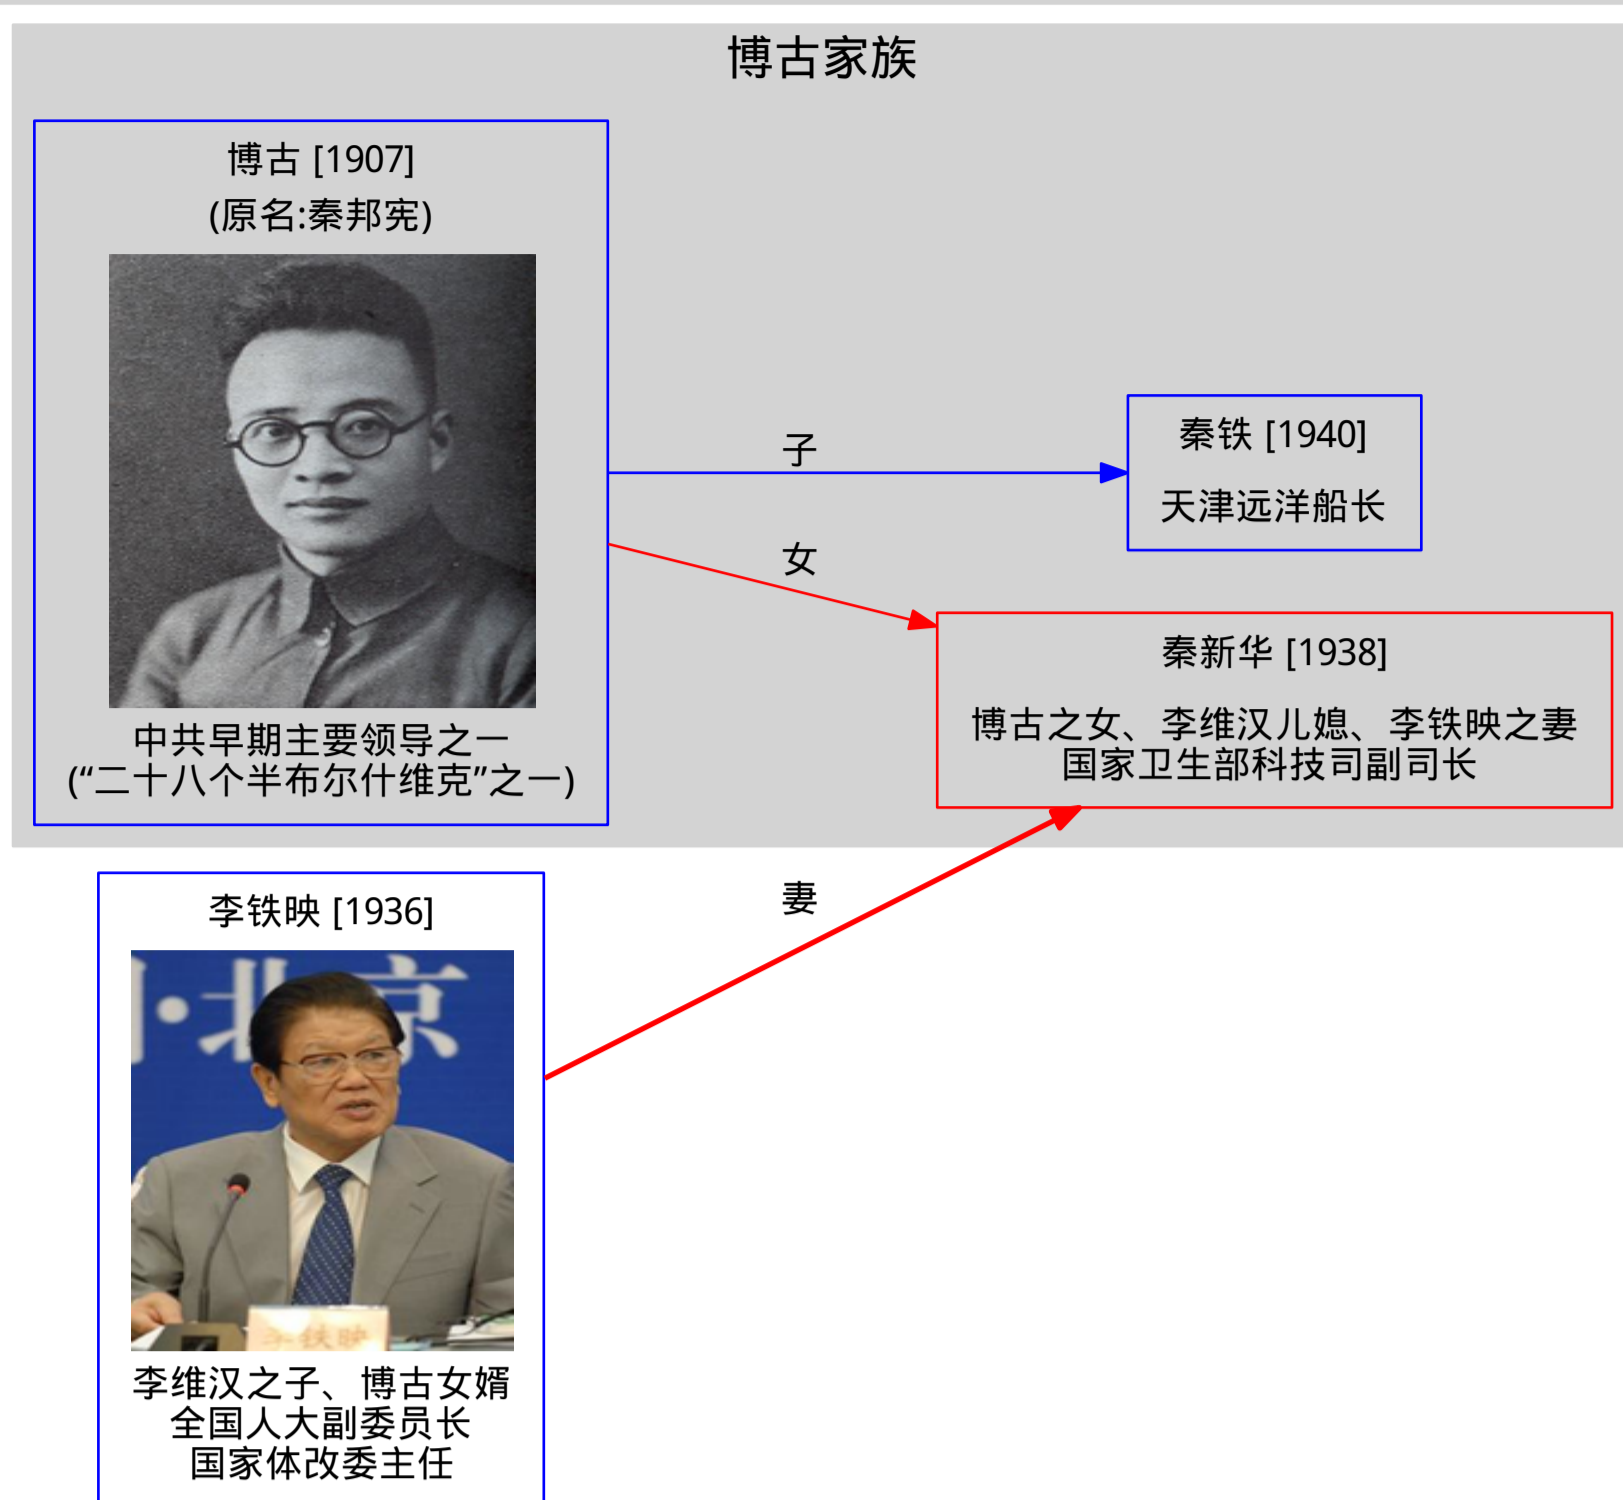 博古家族
博古 [1907]
(原名:秦邦宪)
中共早期主要领导之一
(“二十八个半布尔什维克”之一)
子
秦铁 [1940]
天津远洋船长
女
秦新华 [1938]
博古之女、李维汉儿媳、李铁映之妻
国家卫生部科技司副司长
妻
李铁映 [1936]
·北京
李铁映
李维汉之子、博古女婿
全国人大副委员长
国家体改委主任